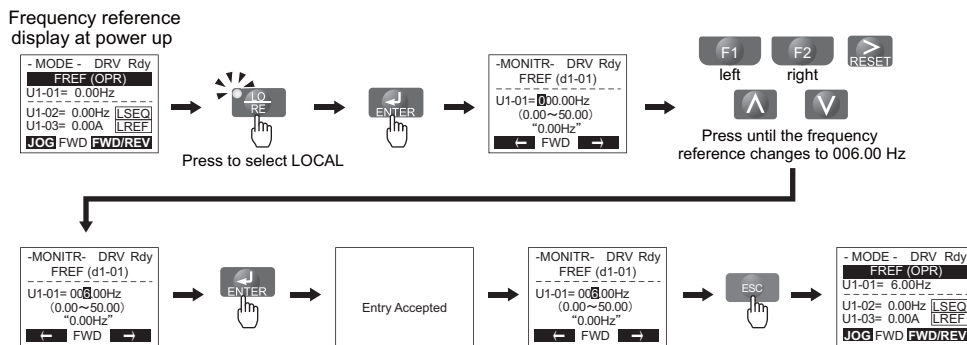 Frequency reference
display at power up
- MODE - DRV Rdy
FREF (OPR)
U1-01= 0.00Hz
U1-02= 0.00Hz LSEQ
U1-03= 0.00A LREF
JOG FWD FWD/REV
LO
RE
Press to select LOCAL
ENTER
-MONITR- DRV Rdy
FREF (d1-01)
U1-01= 000.00Hz
(0.00~50.00)
“0.00Hz”
← FWD →
F1
left
F2
right
>
RESET
∧
∨
Press until the frequency
reference changes to 006.00 Hz
-MONITR- DRV Rdy
FREF (d1-01)
U1-01= 006.00Hz
(0.00~50.00)
“0.00Hz”
← FWD →
ENTER
Entry Accepted
-MONITR- DRV Rdy
FREF (d1-01)
U1-01= 006.00Hz
(0.00~50.00)
“0.00Hz”
← FWD →
ESC
- MODE - DRV Rdy
FREF (OPR)
U1-01= 6.00Hz
U1-02= 0.00Hz LSEQ
U1-03= 0.00A LREF
JOG FWD FWD/REV